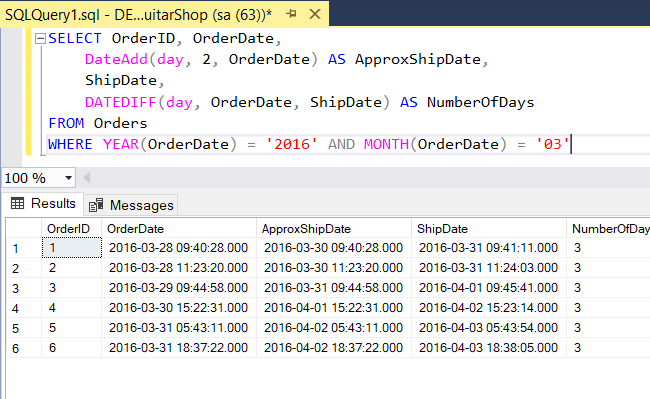 SQLQuery1.sql - DE...uitarShop (sa (63))*
SELECT OrderID, OrderDate,
DateAdd(day, 2, OrderDate) AS ApproxShipDate,
ShipDate,
DATEDIFF(day, OrderDate, ShipDate) AS NumberOfDays
FROM Orders
WHERE YEAR(OrderDate) = '2016' AND MONTH(OrderDate) = '03'
100 %
Results Messages
OrderID OrderDate ApproxShipDate ShipDate NumberOfDay
1 1 2016-03-28 09:40:28.000 2016-03-30 09:40:28.000 2016-03-31 09:41:11.000 3
2 2 2016-03-28 11:23:20.000 2016-03-30 11:23:20.000 2016-03-31 11:24:03.000 3
3 3 2016-03-29 09:44:58.000 2016-03-31 09:44:58.000 2016-04-01 09:45:41.000 3
4 4 2016-03-30 15:22:31.000 2016-04-01 15:22:31.000 2016-04-02 15:23:14.000 3
5 5 2016-03-31 05:43:11.000 2016-04-02 05:43:11.000 2016-04-03 05:43:54.000 3
6 6 2016-03-31 18:37:22.000 2016-04-02 18:37:22.000 2016-04-03 18:38:05.000 3